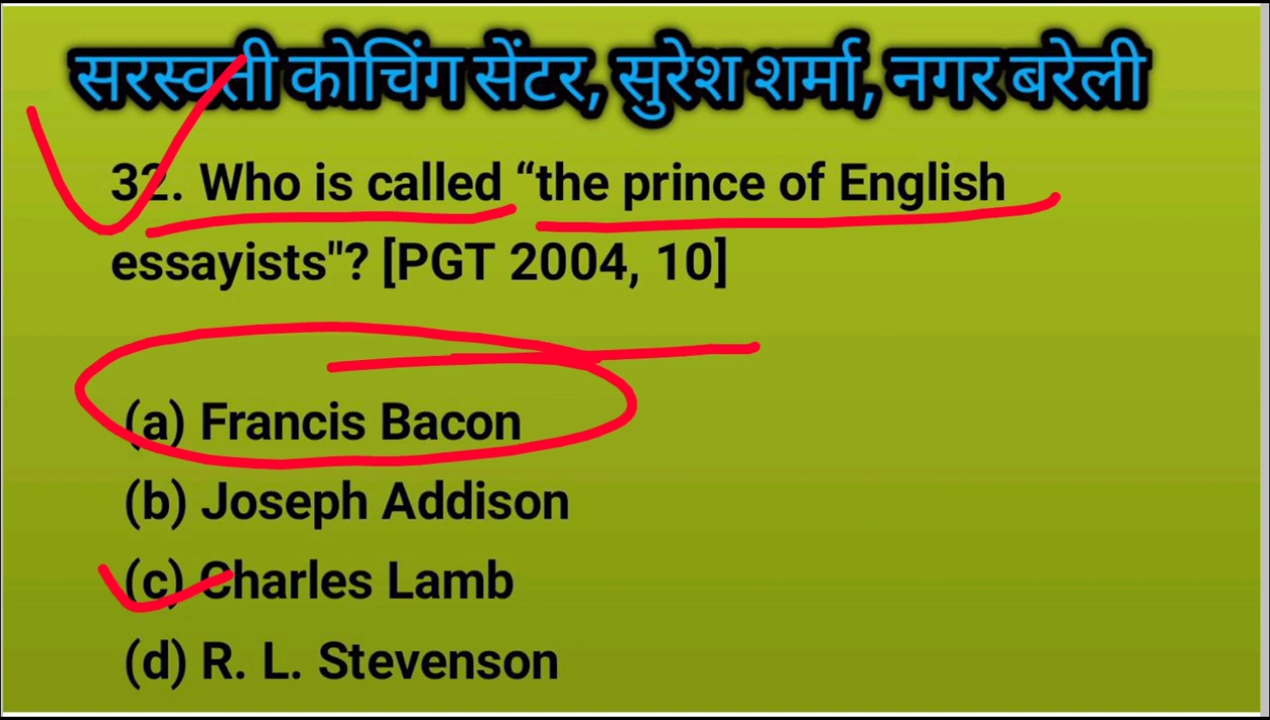 सरस्वती कोचिंग सेंटर, सुरेश शर्मा, नगर बरेली
32. Who is called “the prince of English
essayists"? [PGT 2004, 10]
(a) Francis Bacon
(b) Joseph Addison
(c) Charles Lamb
(d) R. L. Stevenson